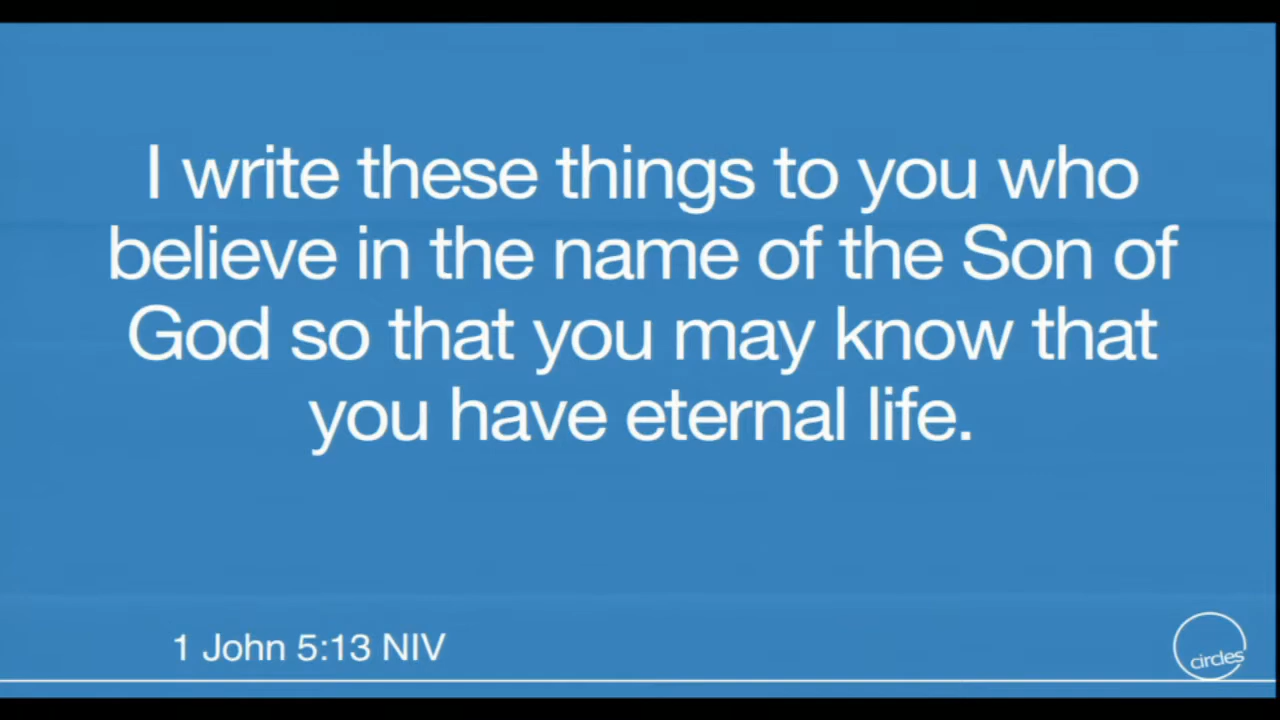 I write these things to you who
believe in the name of the Son of
God so that you may know that
you have eternal life.
1 John 5:13 NIV
circles